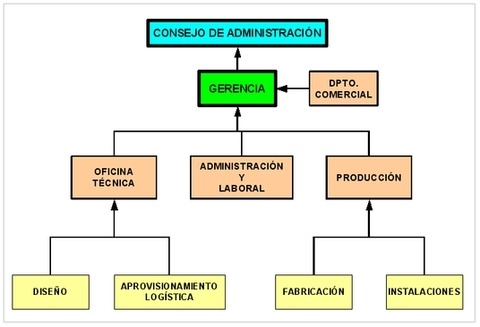 CONSEJO DE ADMINISTRACIÓN
GERENCIA
DPTO.
COMERCIAL
OFICINA
TÉCNICA
ADMINISTRACIÓN
Y
LABORAL
PRODUCCIÓN
DISEÑO
APROVISIONAMIENTO
LOGÍSTICA
FABRICACIÓN
INSTALACIONES